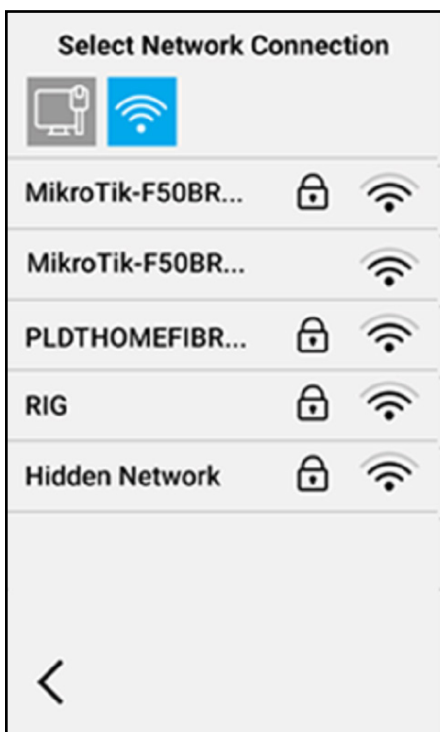 Select Network Connection
MikroTik-F50BR...
MikroTik-F50BR...
PLDTHOMEFIBR...
RIG
Hidden Network